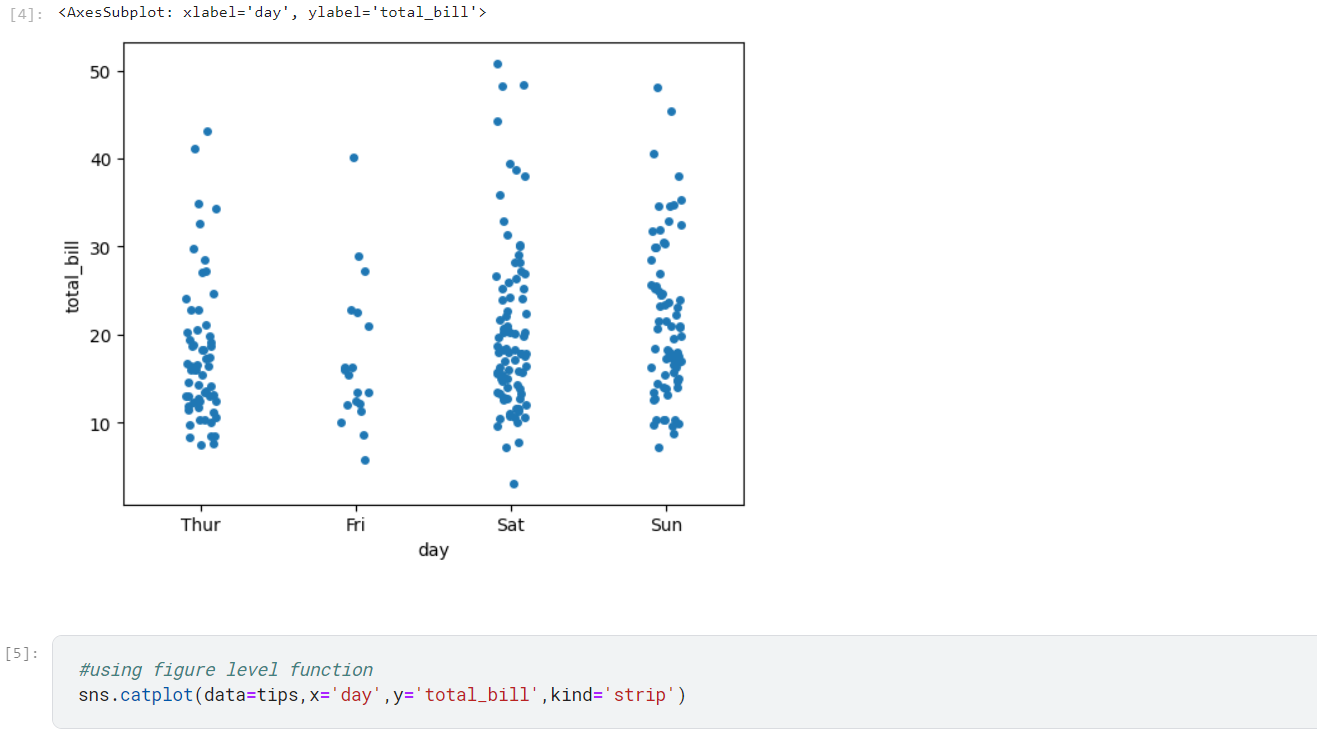 [4]: <AxesSubplot: xlabel='day', ylabel='total_bill'>
50
40
30
20
10
total_bill
Thur Fri Sat Sun
day
[5]:
#using figure level function
sns.catplot(data=tips,x='day',y='total_bill',kind='strip')